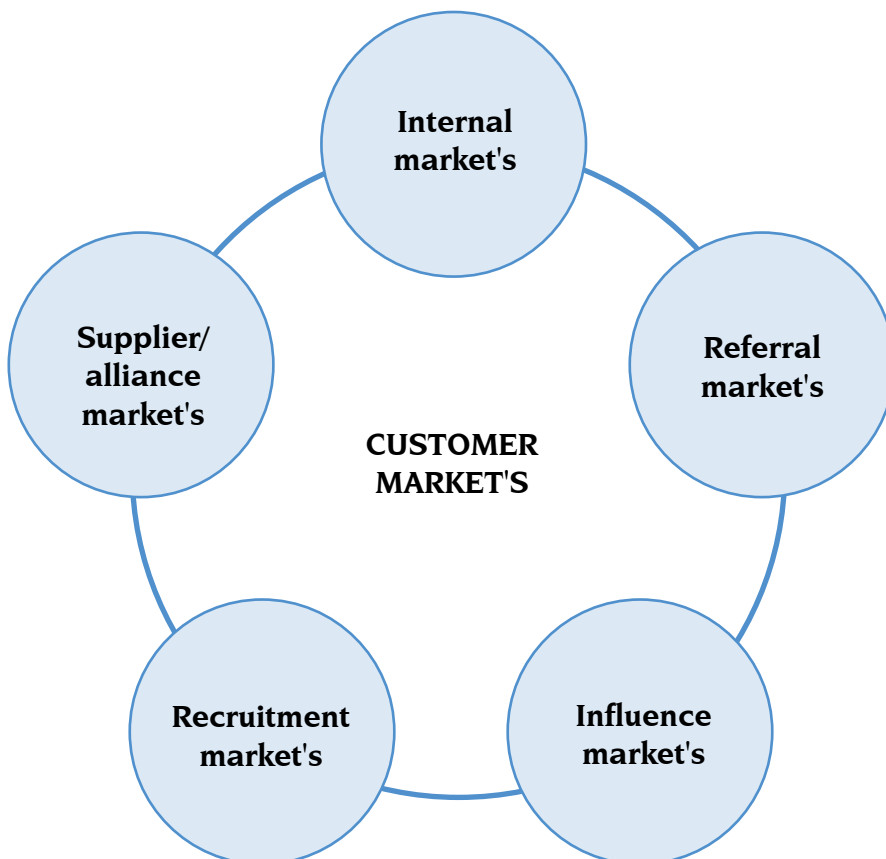 Internal
market's
Supplier/
alliance
market's
Referral
market's
CUSTOMER
MARKET'S
Recruitment
market's
Influence
market's